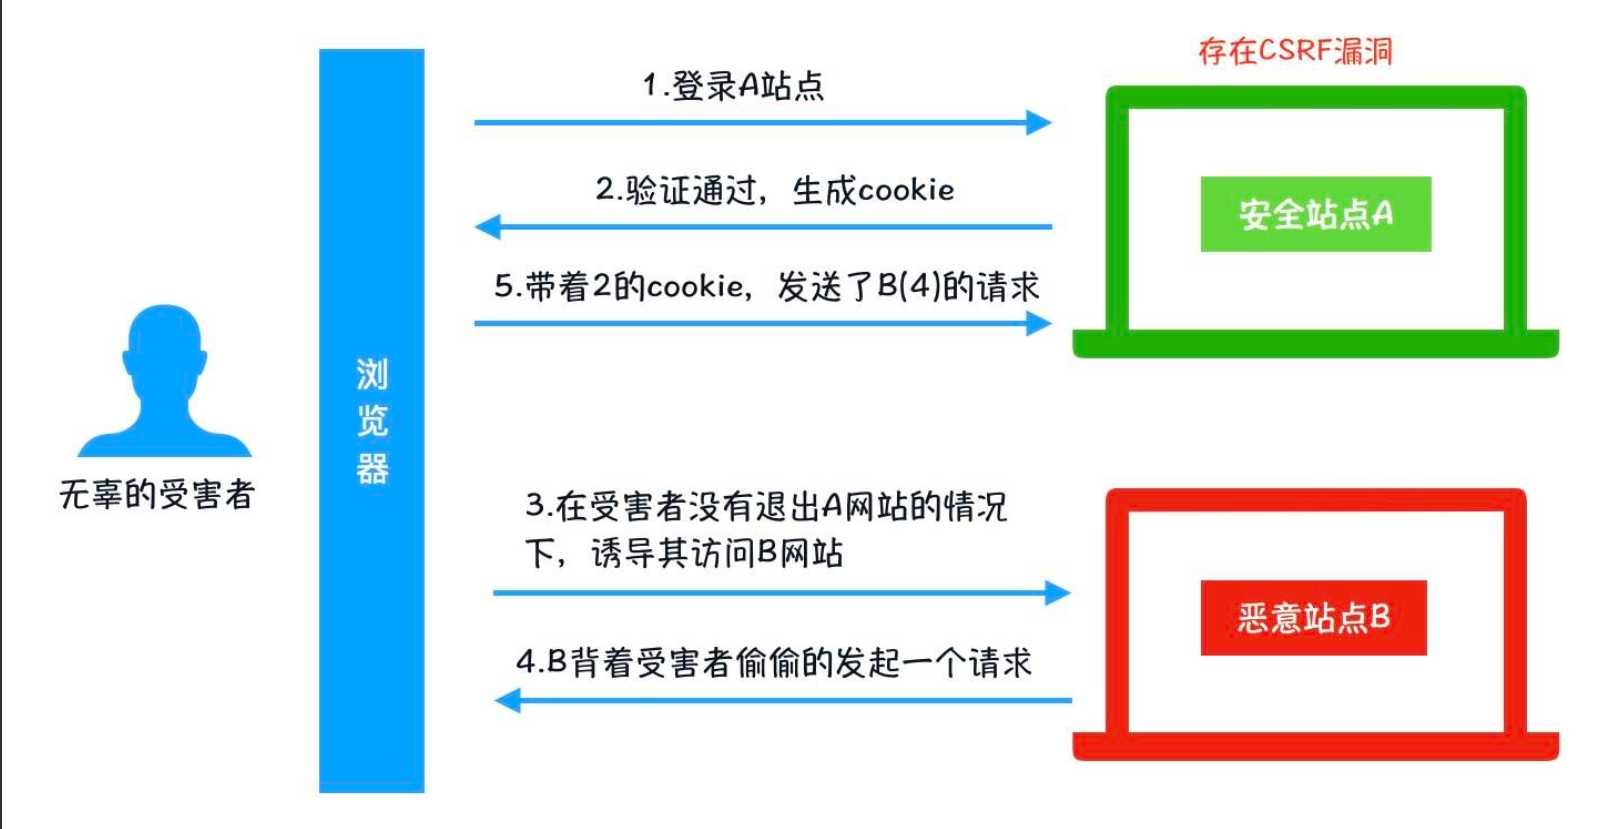 存在CSRF漏洞
1.登录A站点
2.验证通过，生成cookie
安全站点A
5.带着2的cookie，发送了B(4)的请求
浏
览
器
无辜的受害者
3.在受害者没有退出A网站的情况
下，诱导其访问B网站
恶意站点B
4.B背着受害者偷偷的发起一个请求